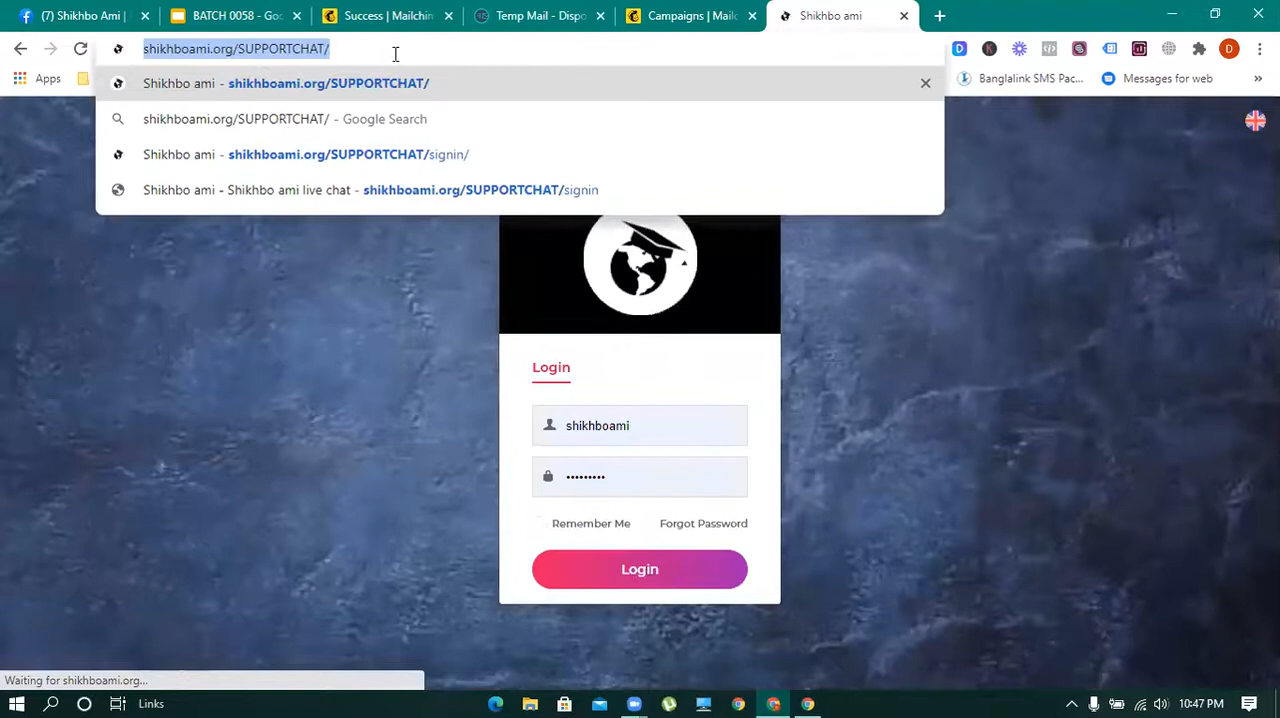 (7) Shikhbo Ami |
BATCH 0058 - Goo
Success | Mailchim
Temp Mail - Dispo
Campaigns | Mailc
Shikhbo ami
shikhboami.org/SUPPORTCHAT/
D
Apps
Banglalink SMS Pac...
Messages for web
»
Shikhbo ami - shikhboami.org/SUPPORTCHAT/
shikhboami.org/SUPPORTCHAT/ - Google Search
Shikhbo ami - shikhboami.org/SUPPORTCHAT/signin/
Shikhbo ami - Shikhbo ami live chat - shikhboami.org/SUPPORTCHAT/signin
Login
shikhboami
•••••••••
Remember Me
Forgot Password
Login
Waiting for shikhboami.org...
Links
10:47 PM